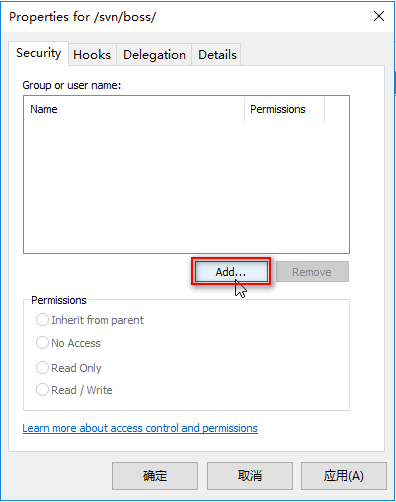 Properties for /svn/boss/
Security Hooks Delegation Details
Group or user name:
Name Permissions
Add... Remove
Permissions
Inherit from parent
No Access
Read Only
Read / Write
Learn more about access control and permissions
确定 取消 应用(A)